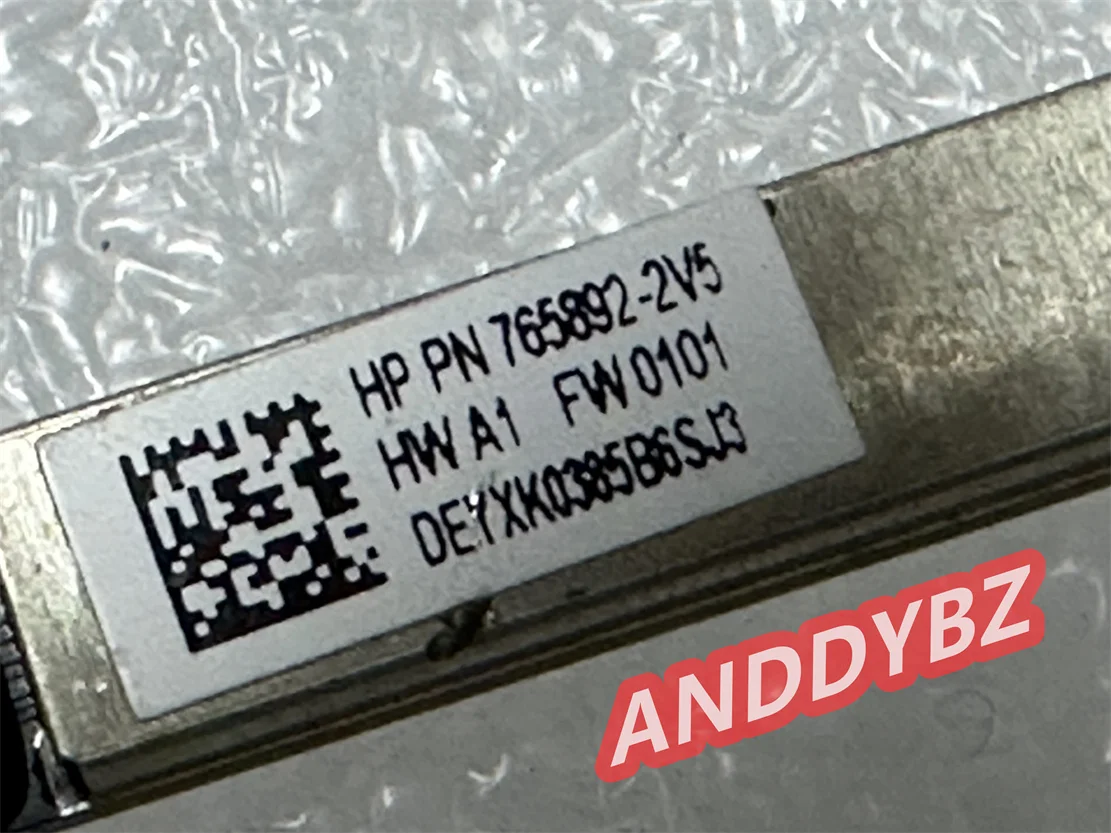 HP PN 765892-2V5
HW A1 FW 0101
DEYXK0385B6SJ3
ANDDYBZ